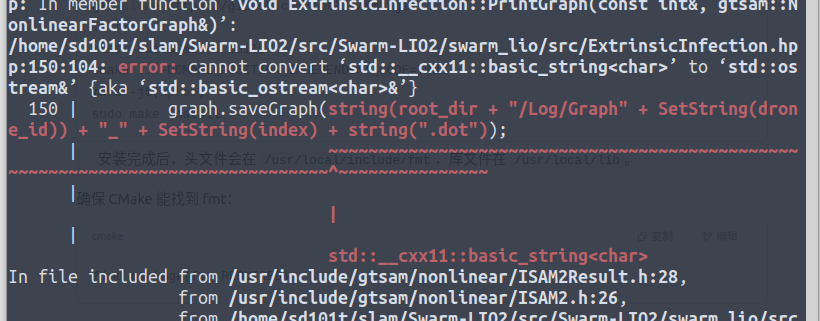 p: In member function ‘void ExtrinsicInfection::PrintGraph(const int&, gtsam::N
onlinearFactorGraph&)’:
/home/sd101t/slam/Swarm-LIO2/src/Swarm-LIO2/swarm_lio/src/ExtrinsicInfection.hp
p:150:104: error: cannot convert ‘std::__cxx11::basic_string<char>’ to ‘std::os
tream&’ {aka ‘std::basic_ostream<char>&’}
150 | graph.saveGraph(string(root_dir + "/Log/Graph" + SetString(dron
e_id)) + "_" + SetString(index) + string(".dot"));
sudo make
| ~~~~~~~~~~~~~~~~~~~~~~~~~~~~~~~~~~~~~~~~~~~~~~~
安装完成后，头文件会在 /usr/local/include/fmt ，库文件在 /usr/local/lib 。
~~~~~~~~~~~~~~~~~~~~~~~~~~~~~~~~^~~~~~~~~~~~~~~~
|
确保 CMake 能找到 fmt：
|
|
cmake 复制 编辑
std::__cxx11::basic_string<char>
In file included from /usr/include/gtsam/nonlinear/ISAM2Result.h:28,
from /usr/include/gtsam/nonlinear/ISAM2.h:26,
from /home/sd101t/slam/Swarm-LIO2/src/Swarm-LIO2/swarm_lio/src